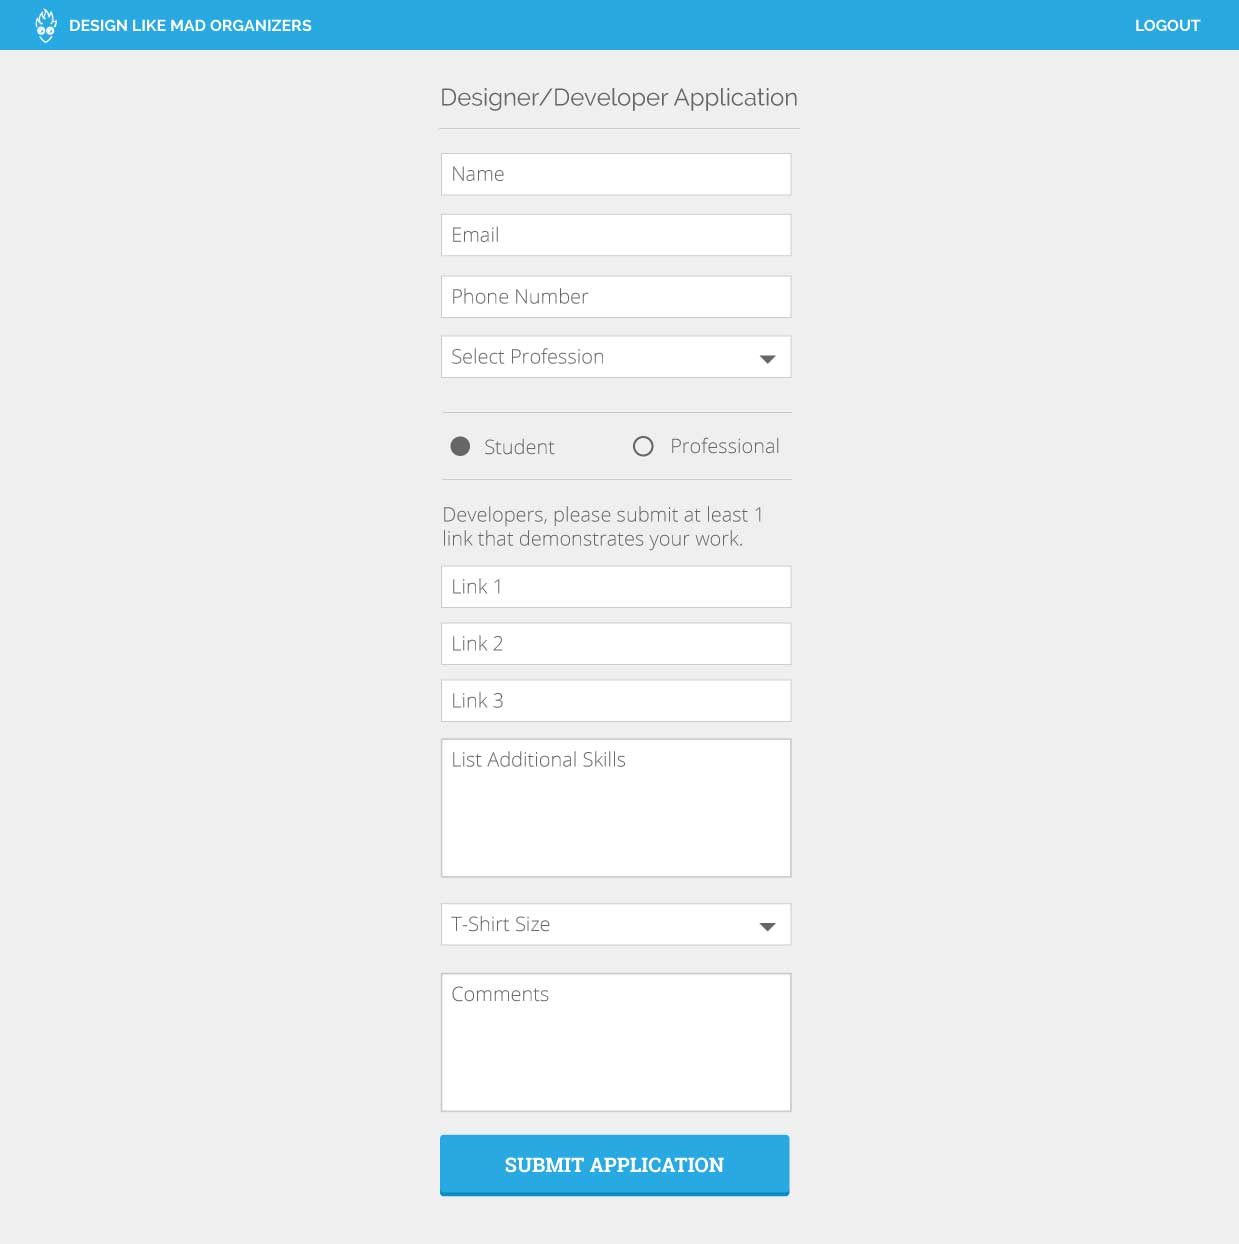 DESIGN LIKE MAD ORGANIZERS
LOGOUT
Designer/Developer Application
Name
Email
Phone Number
Select Profession
Student
Professional
Developers, please submit at least 1
link that demonstrates your work.
Link 1
Link 2
Link 3
List Additional Skills
T-Shirt Size
Comments
SUBMIT APPLICATION